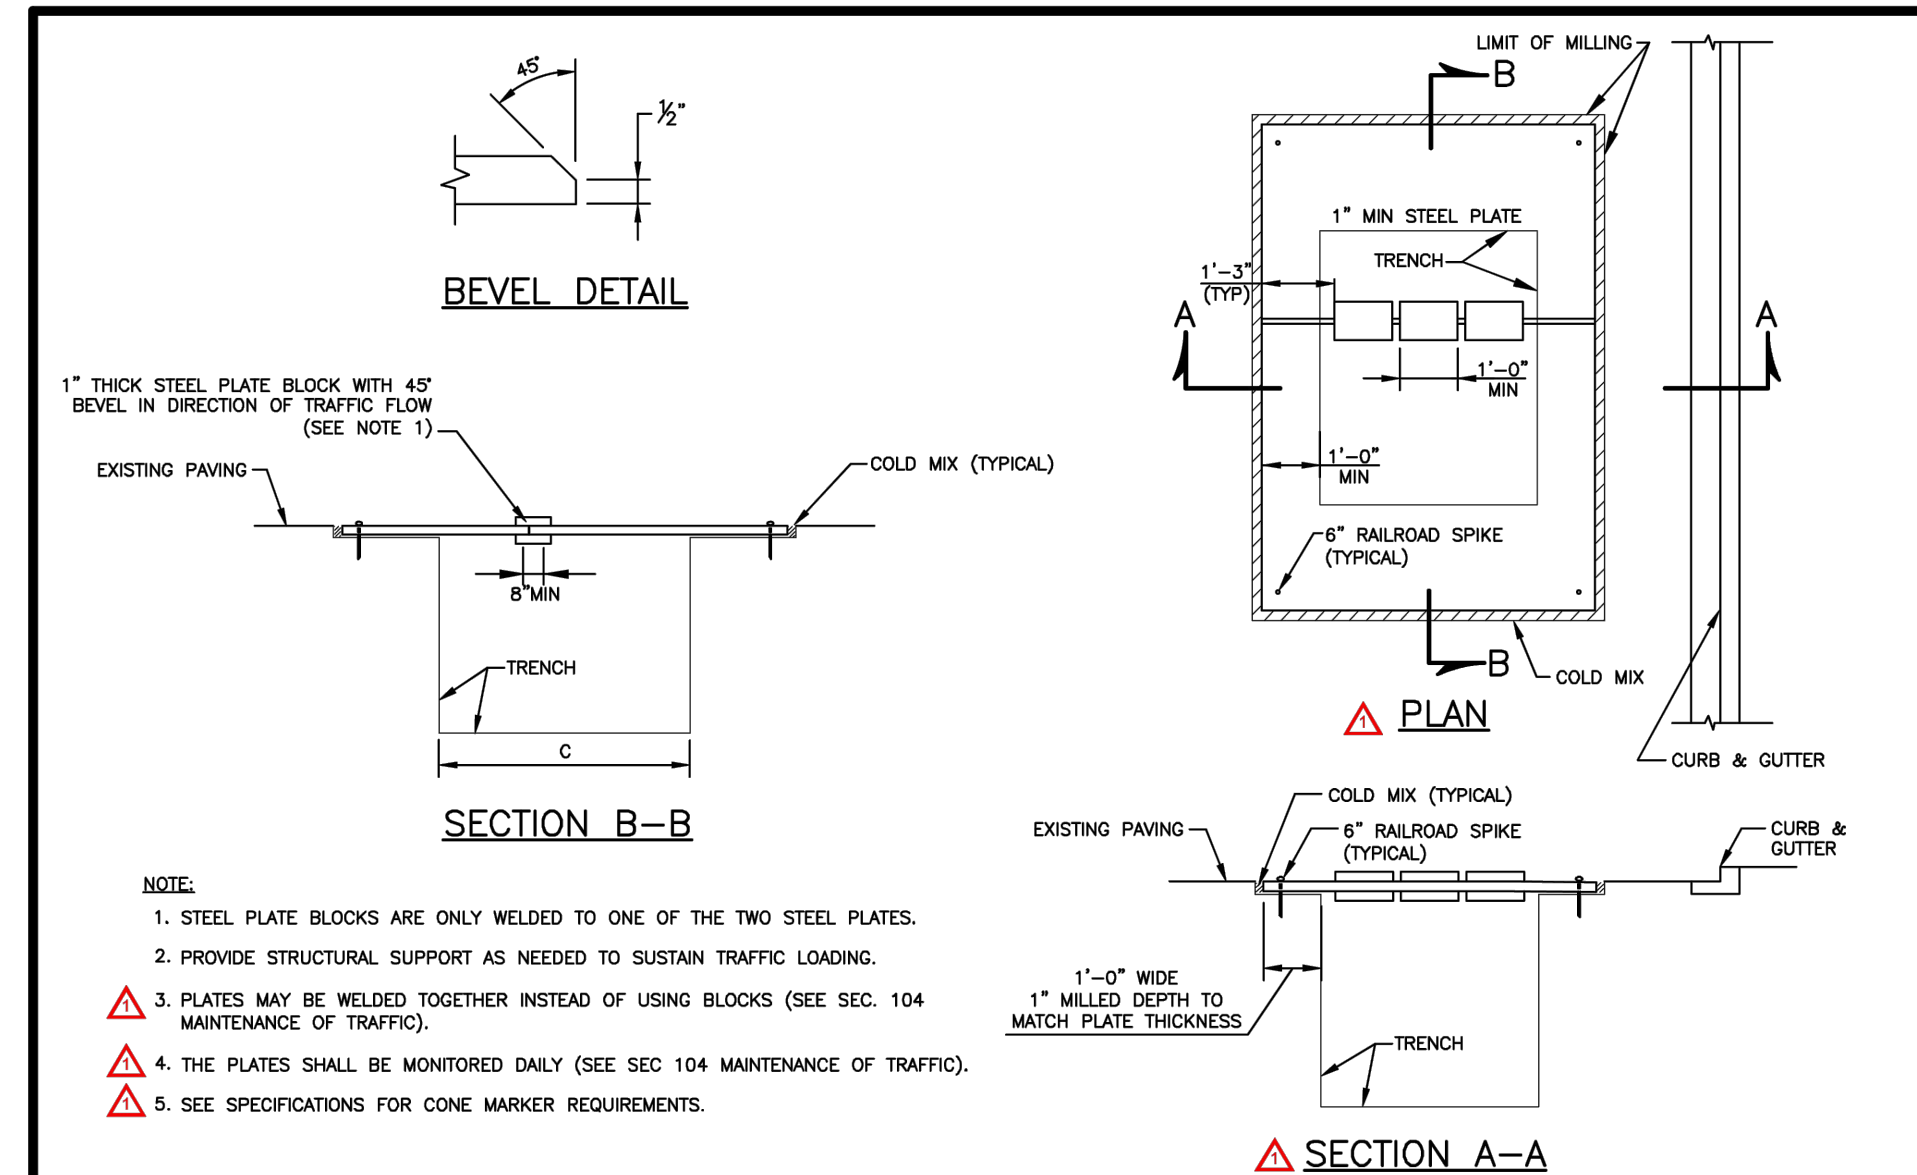 45°
½"
BEVEL DETAIL
1" THICK STEEL PLATE BLOCK WITH 45°
BEVEL IN DIRECTION OF TRAFFIC FLOW
(SEE NOTE 1)
EXISTING PAVING
COLD MIX (TYPICAL)
8"MIN
TRENCH
C
SECTION B-B
LIMIT OF MILLING
B
1" MIN STEEL PLATE
TRENCH
1'-3"
(TYP)
A
A
1'-0"
MIN
1'-0"
MIN
6" RAILROAD SPIKE
(TYPICAL)
B
COLD MIX
1 PLAN
CURB & GUTTER
COLD MIX (TYPICAL)
EXISTING PAVING
6" RAILROAD SPIKE
(TYPICAL)
CURB &
GUTTER
1'-0" WIDE
1" MILLED DEPTH TO
MATCH PLATE THICKNESS
TRENCH
1 SECTION A-A
NOTE:
1. STEEL PLATE BLOCKS ARE ONLY WELDED TO ONE OF THE TWO STEEL PLATES.
2. PROVIDE STRUCTURAL SUPPORT AS NEEDED TO SUSTAIN TRAFFIC LOADING.
1 3. PLATES MAY BE WELDED TOGETHER INSTEAD OF USING BLOCKS (SEE SEC. 104
MAINTENANCE OF TRAFFIC).
1 4. THE PLATES SHALL BE MONITORED DAILY (SEE SEC 104 MAINTENANCE OF TRAFFIC).
1 5. SEE SPECIFICATIONS FOR CONE MARKER REQUIREMENTS.